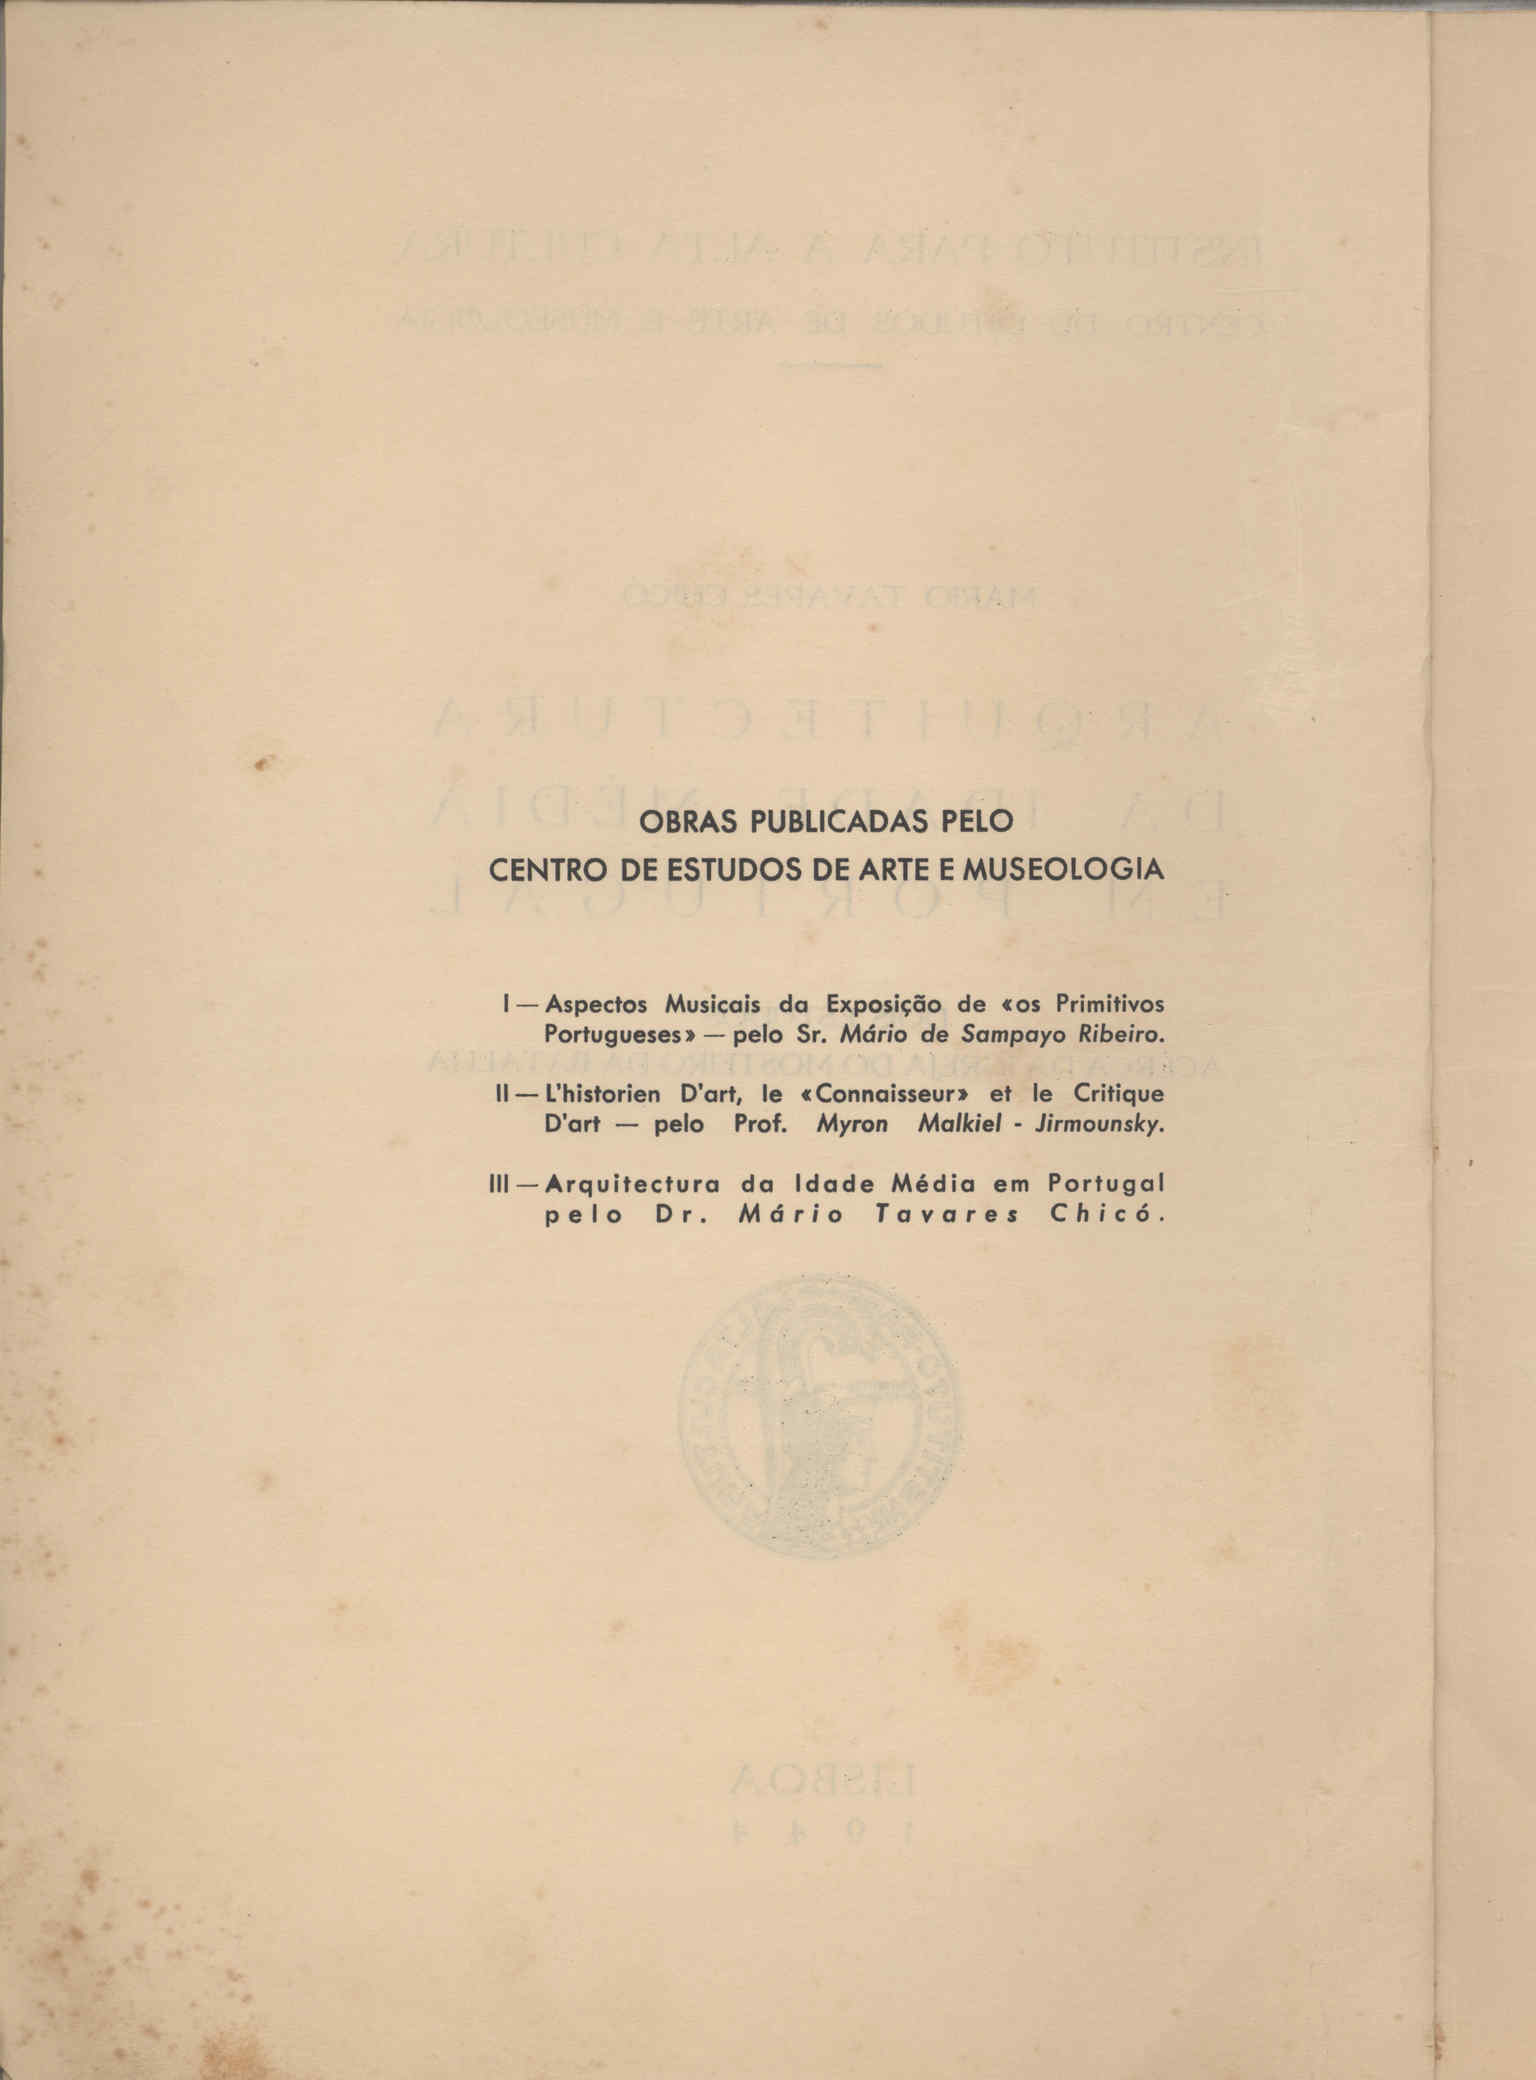 OBRAS PUBLICADAS PELO
CENTRO DE ESTUDOS DE ARTE E MUSEOLOGIA
I — Aspectos Musicais da Exposição de «os Primitivos
Portugueses» — pelo Sr. Mário de Sampayo Ribeiro.
II — L'historien D'art, le «Connaisseur» et le Critique
D'art — pelo Prof. Myron Malkiel - Jirmounsky.
III — Arquitectura da Idade Média em Portugal
pelo Dr. Mário Tavares Chicó.